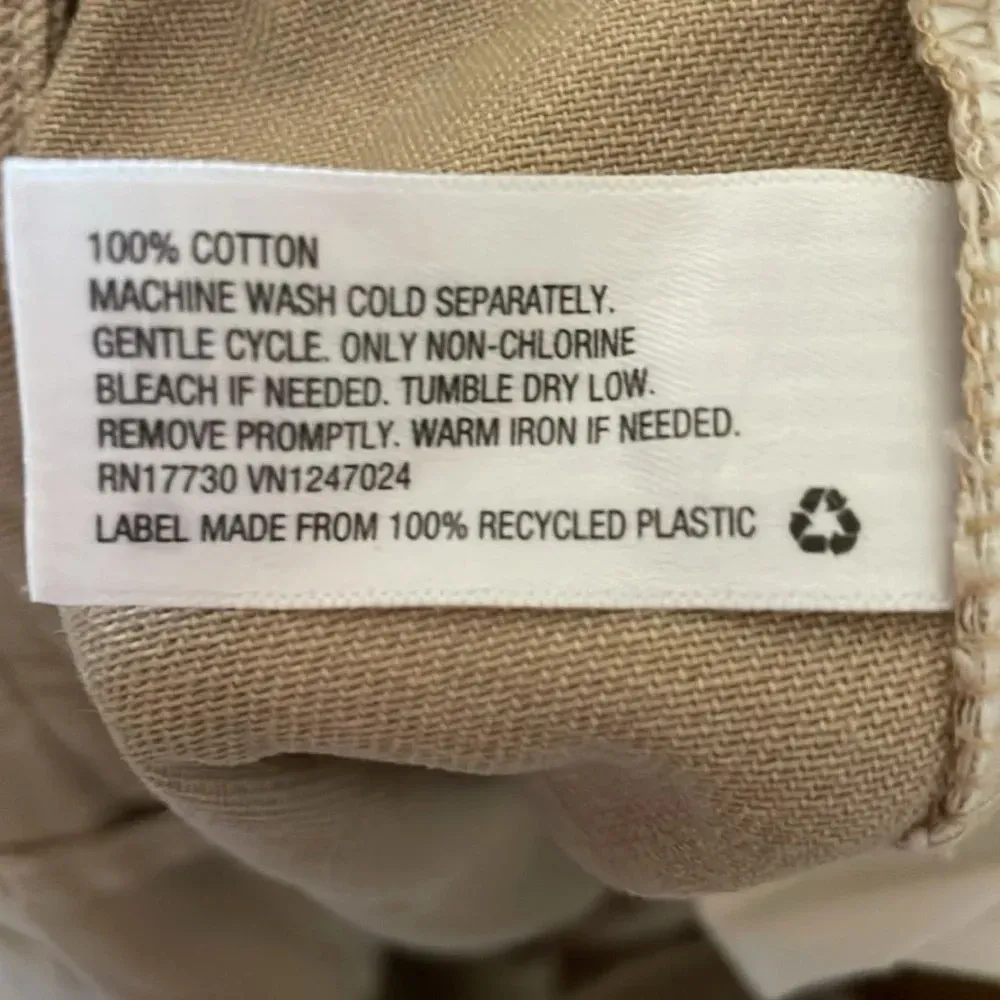 100% COTTON
MACHINE WASH COLD SEPARATELY.
GENTLE CYCLE. ONLY NON-CHLORINE
BLEACH IF NEEDED. TUMBLE DRY LOW.
REMOVE PROMPTLY. WARM IRON IF NEEDED.
RN17730 VN1247024
LABEL MADE FROM 100% RECYCLED PLASTIC